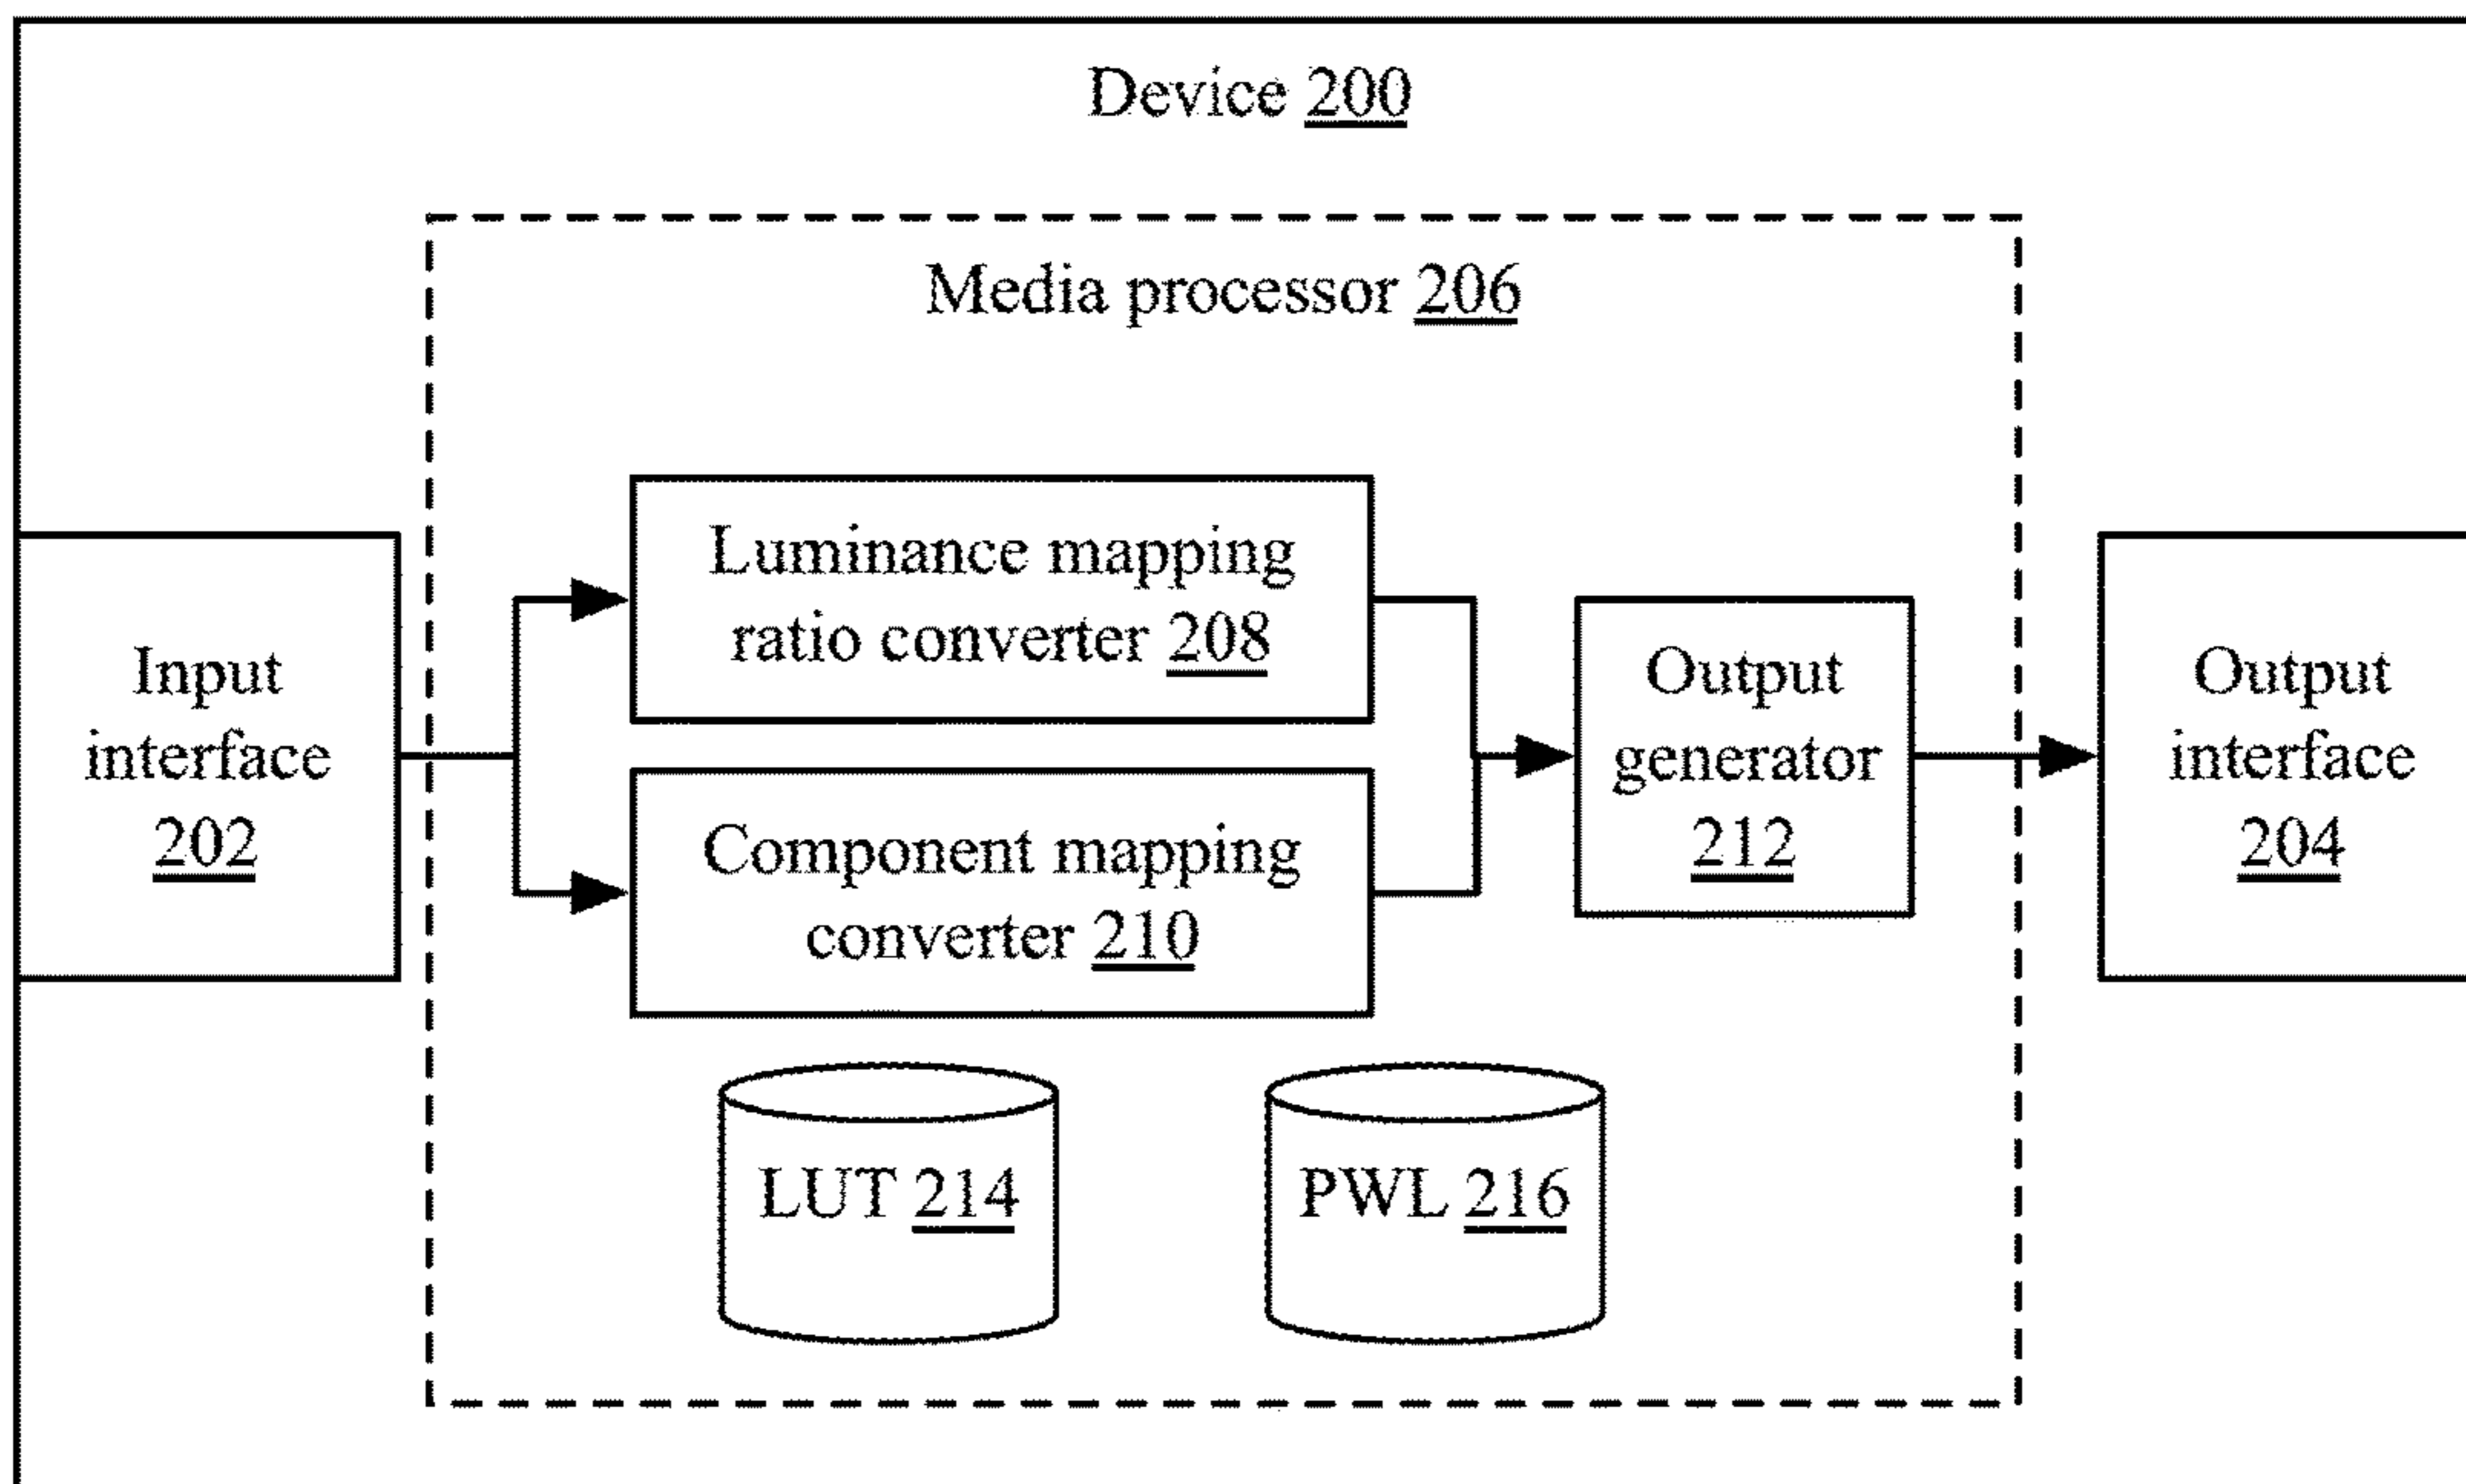 Device 200
Media processor 206
Luminance mapping
ratio converter 208
Input
interface
202
Component mapping
converter 210
Output
generator
212
Output
interface
204
LUT 214
PWL 216